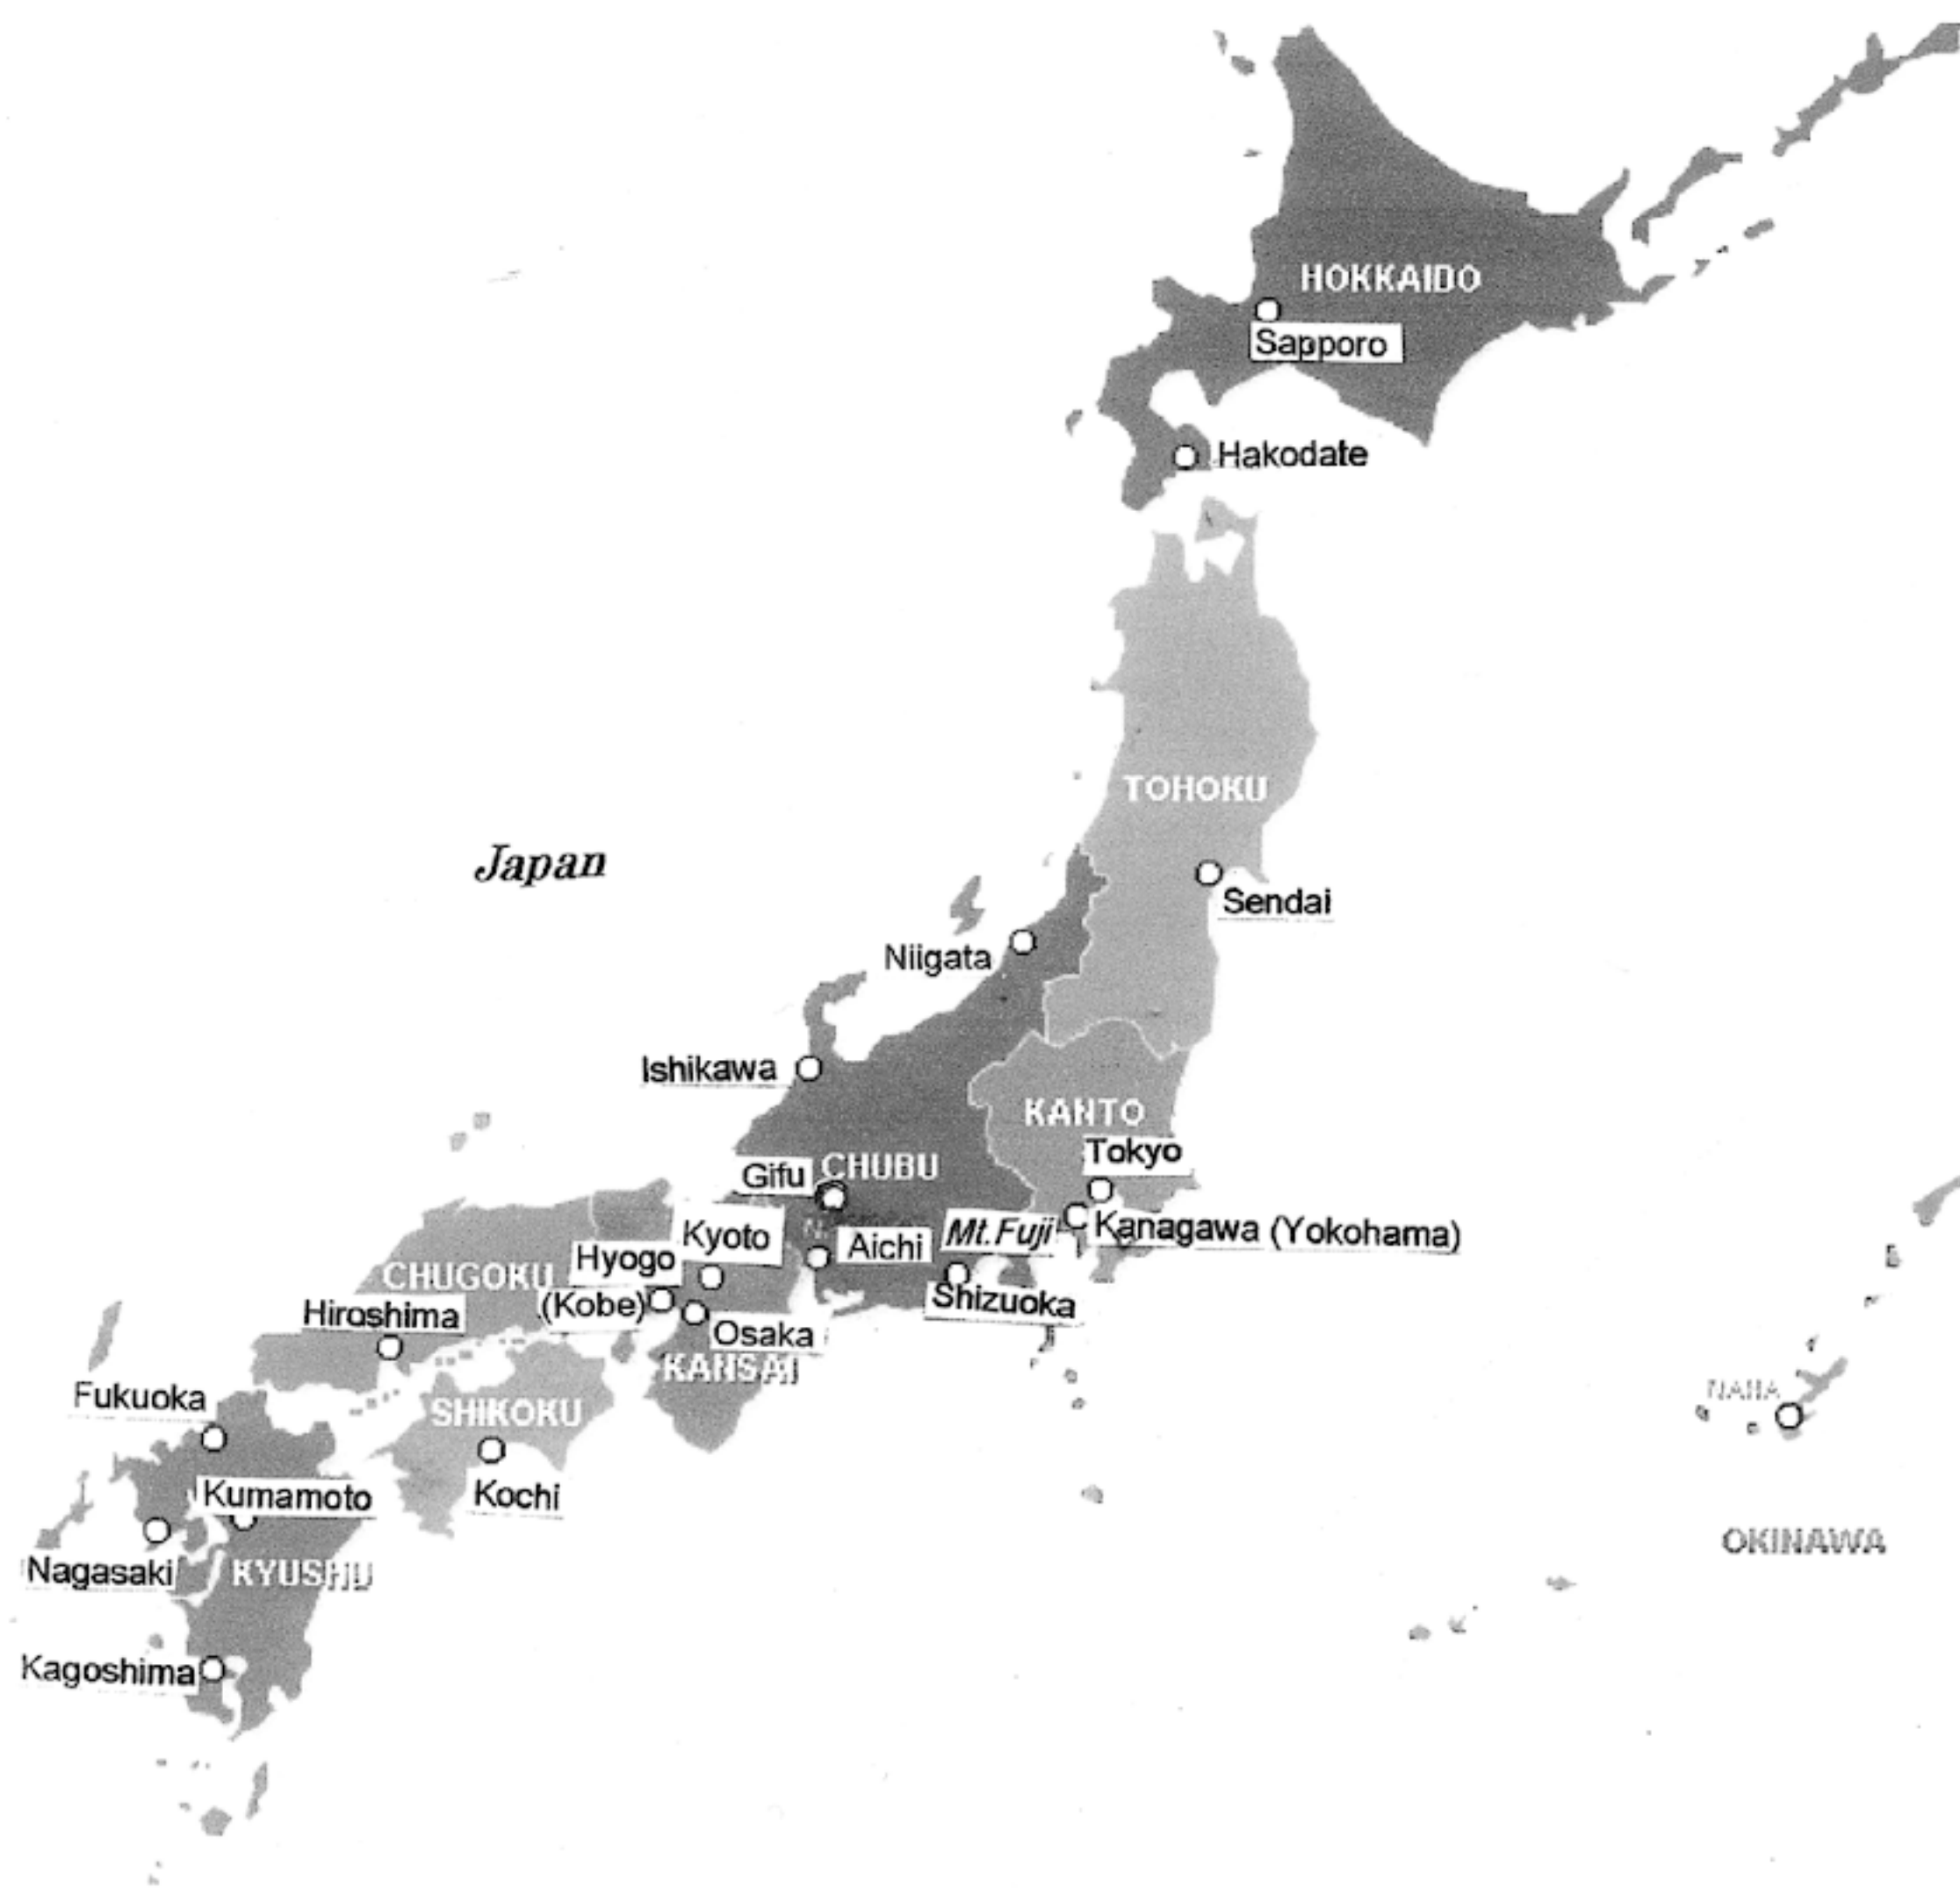 HOKKAIDO
Sapporo
Hakodate
TOHOKU
Japan
Sendai
Niigata
Ishikawa
KANTO
Tokyo
Gifu
CHUBU
Kyoto
Mt.Fuji
Kanagawa (Yokohama)
Aichi
Hyogo
(Kobe)
CHUGOKU
Shizuoka
Hiroshima
Osaka
KANSAI
Fukuoka
SHIKOKU
NAHA
Kumamoto
Kochi
OKINAWA
Nagasaki
KYUSHU
Kagoshima